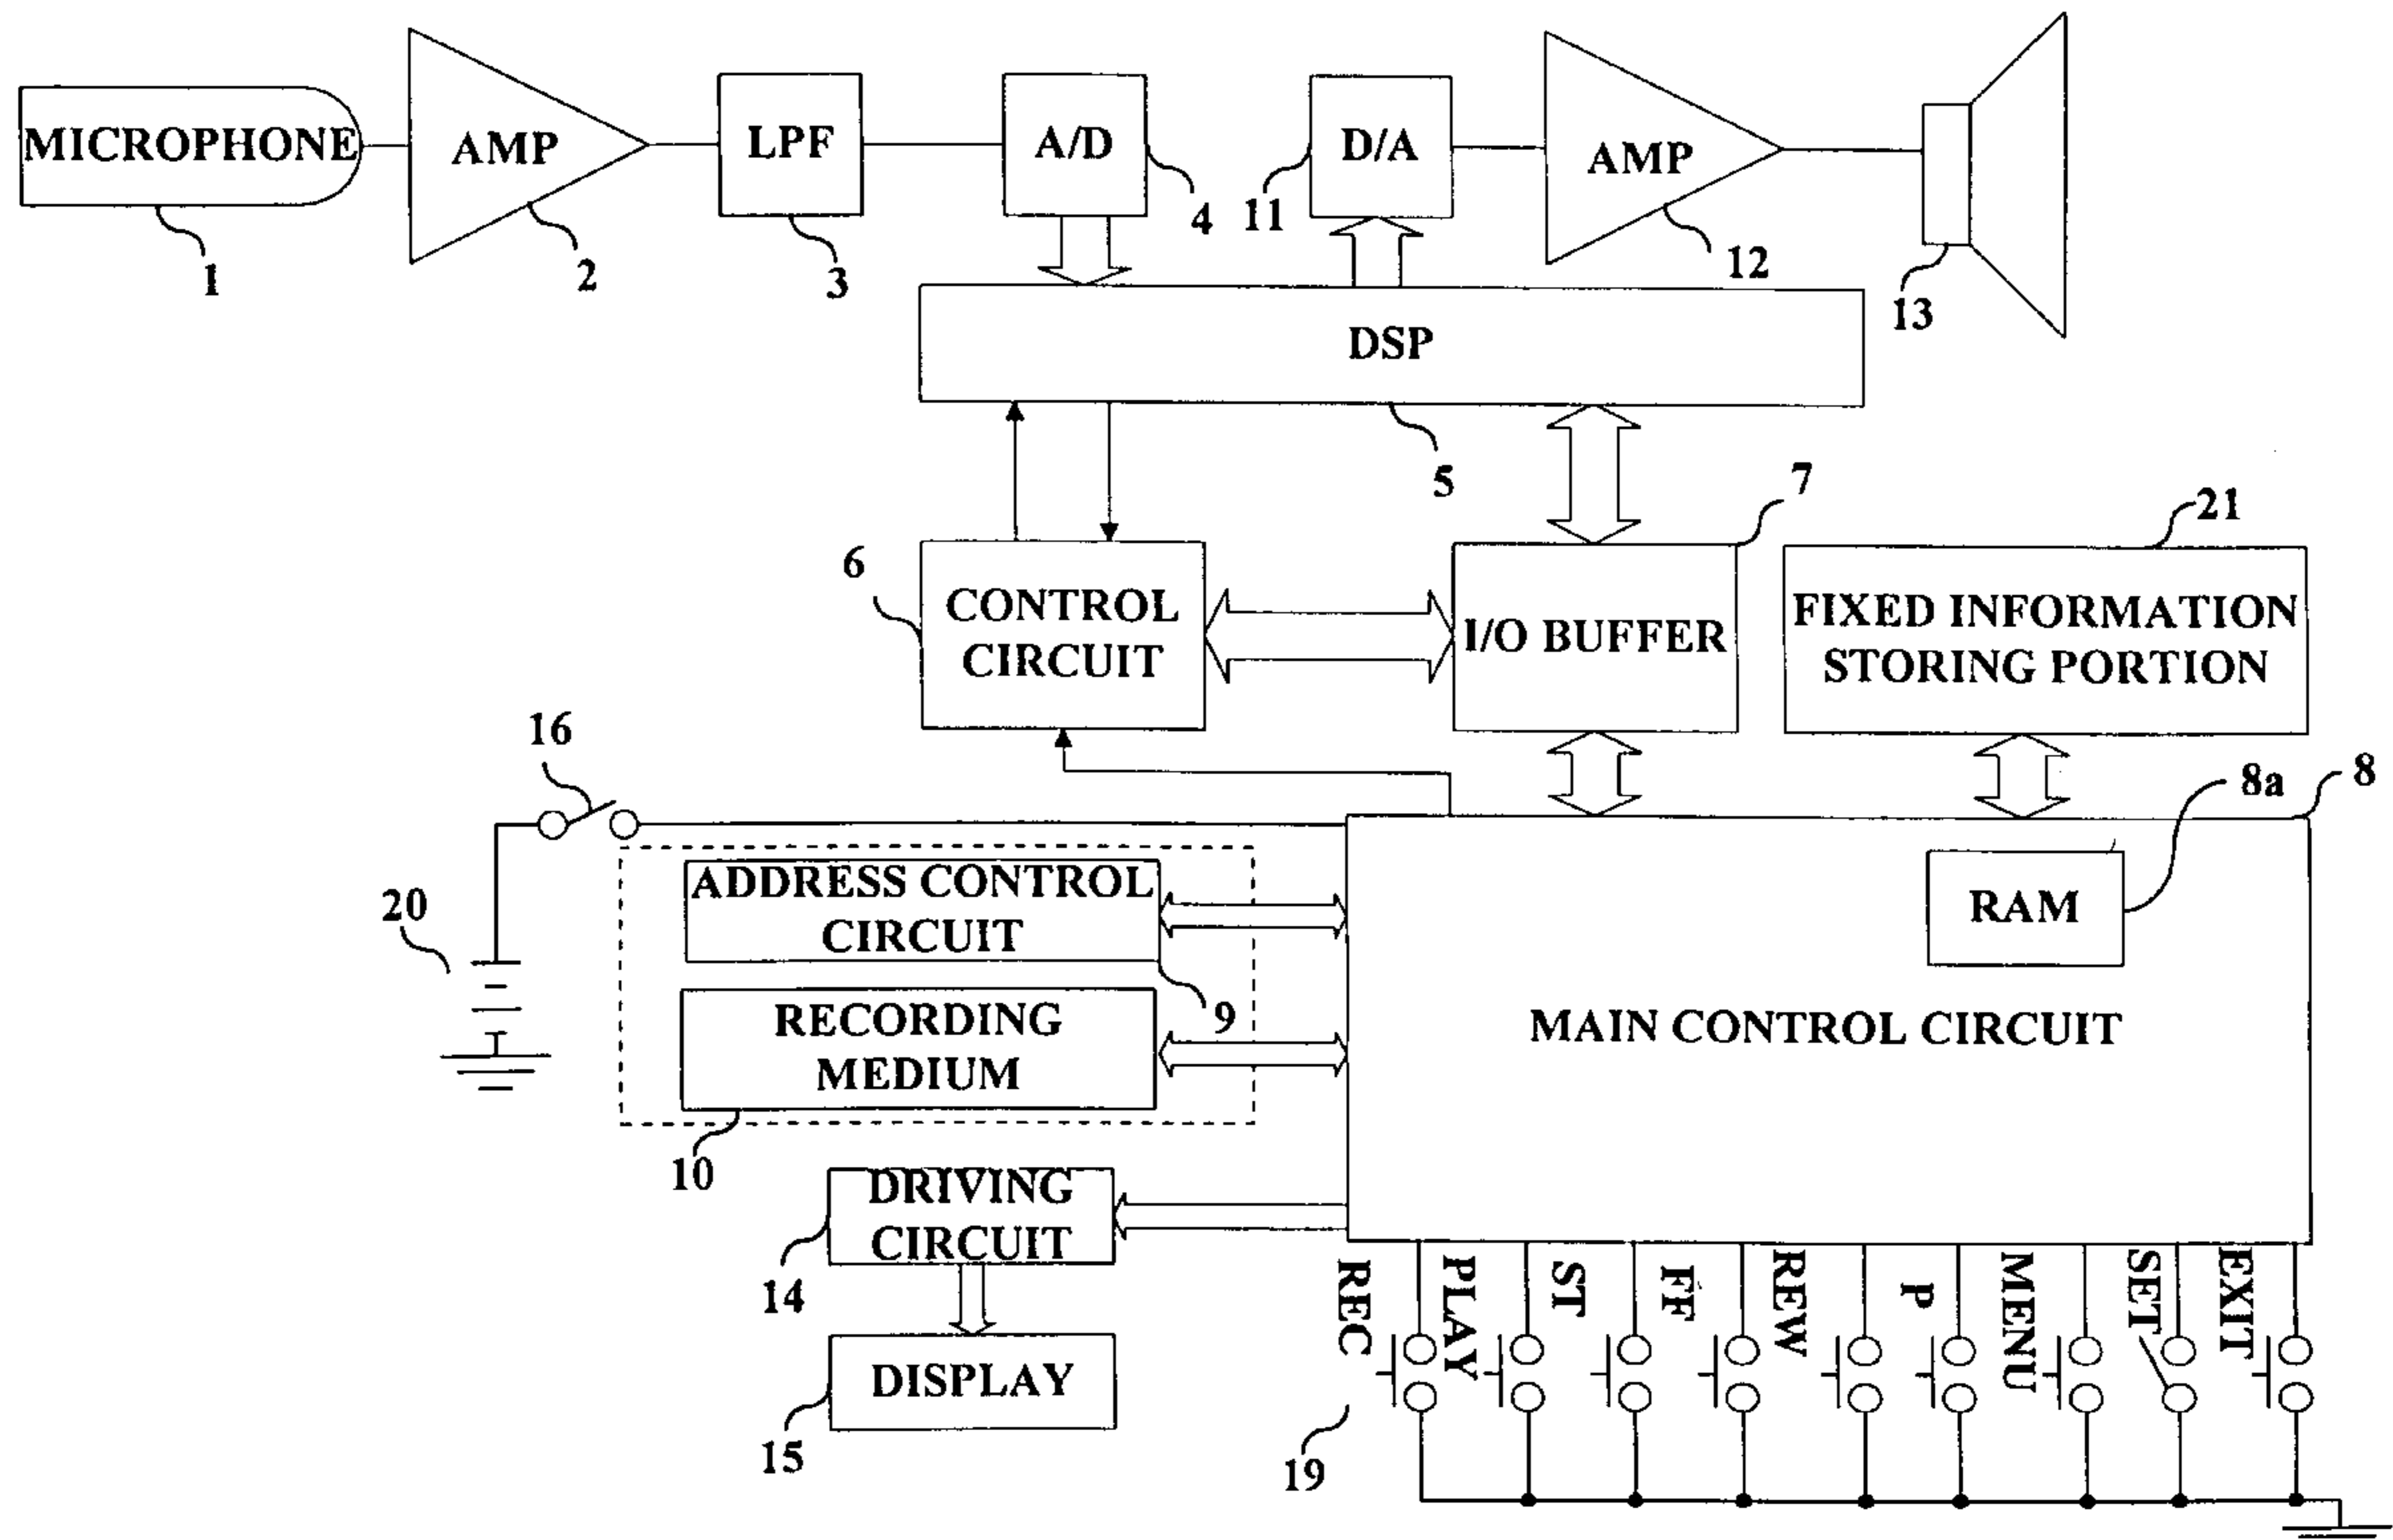 MICROPHONE
AMP
LPF
A/D
D/A
AMP
1
2
3
4
11
12
13
DSP
5
6
7
21
CONTROL
CIRCUIT
I/O BUFFER
FIXED INFORMATION
STORING PORTION
16
8a
8
20
ADDRESS CONTROL
CIRCUIT
RAM
9
RECORDING
MEDIUM
MAIN CONTROL CIRCUIT
10
DRIVING
CIRCUIT
14
DISPLAY
15
REC
PLAY
ST
FF
REW
P
MENU
SET
EXIT
19